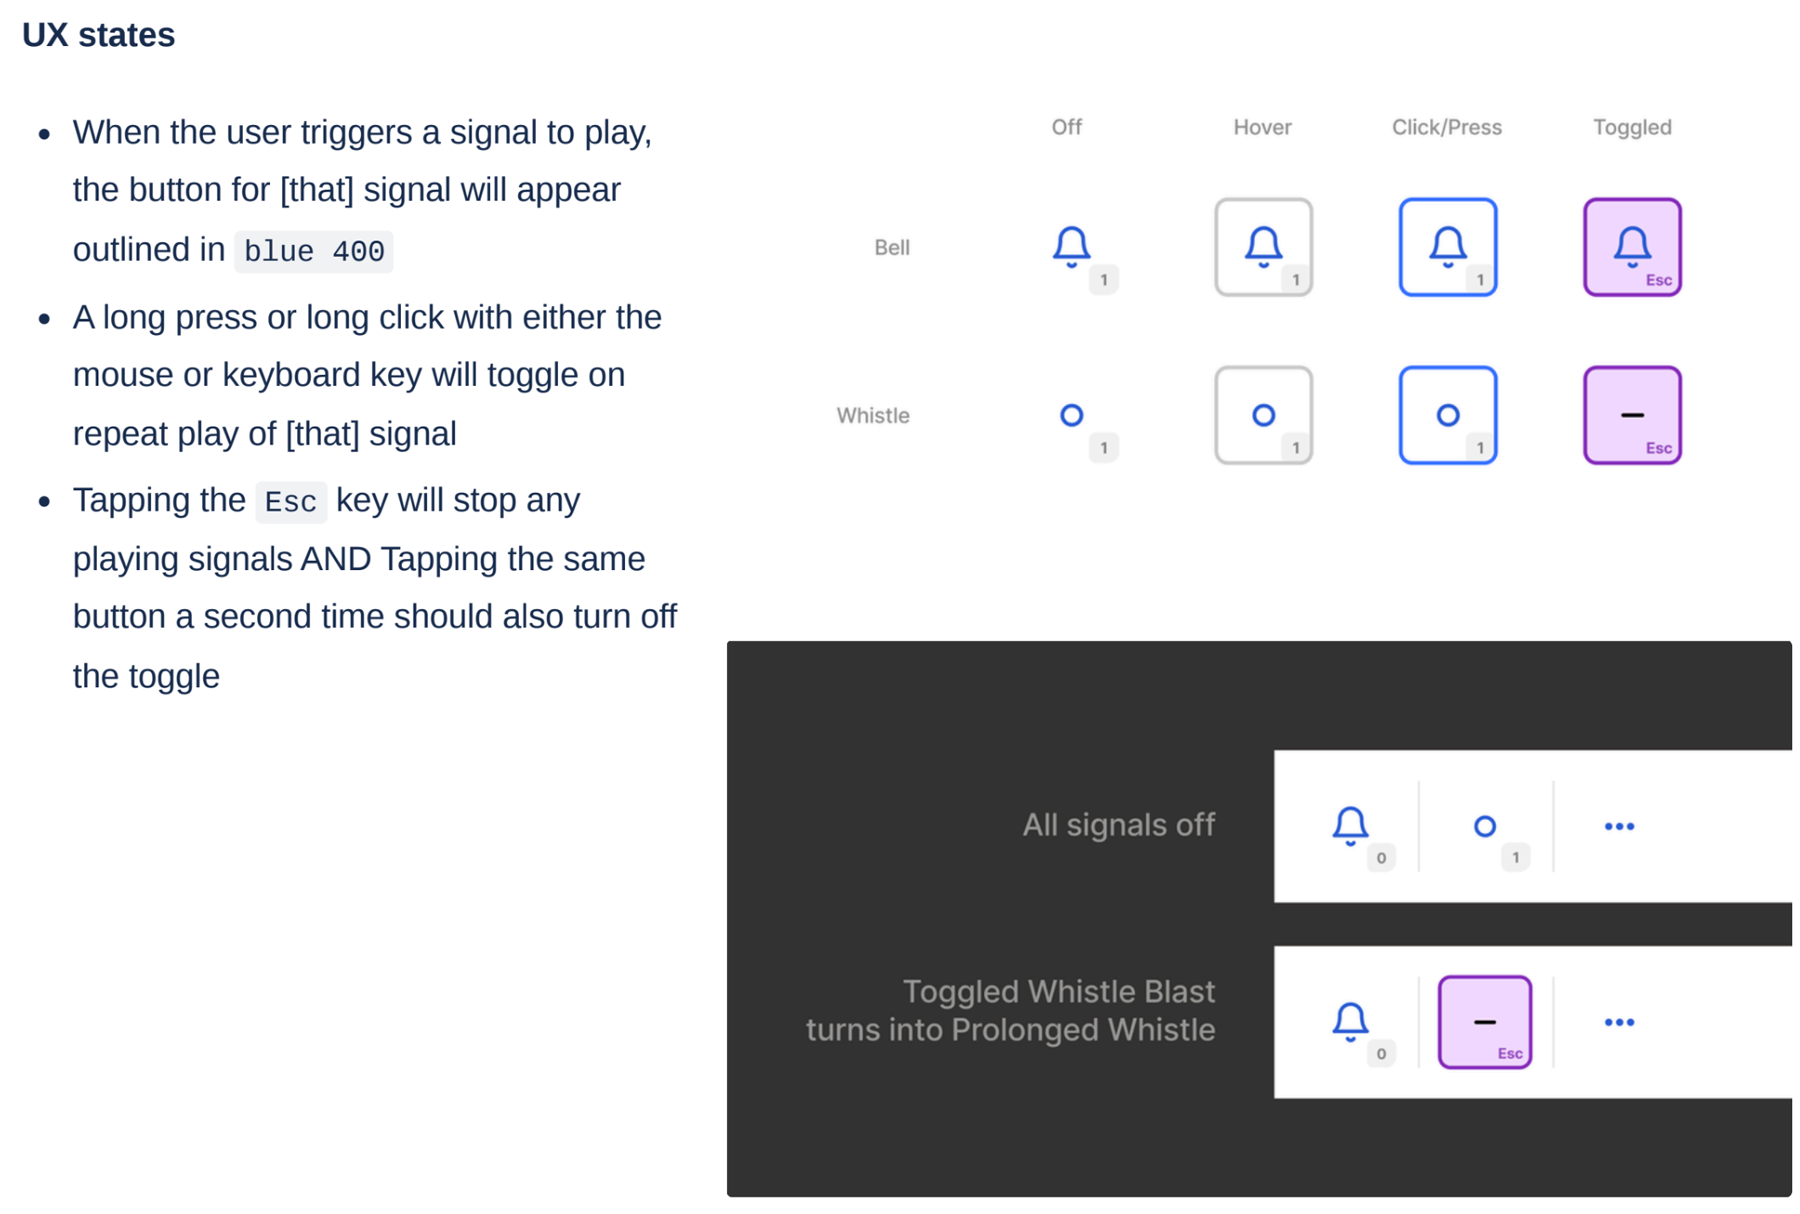 UX states
When the user triggers a signal to play,
the button for [that] signal will appear
outlined in blue 400
A long press or long click with either the
mouse or keyboard key will toggle on
repeat play of [that] signal
Tapping the Esc key will stop any
playing signals AND Tapping the same
button a second time should also turn off
the toggle
Off Hover Click/Press Toggled
Bell
1 1 1 Esc
Whistle
1 1 1 Esc
All signals off
0 1
Toggled Whistle Blast
turns into Prolonged Whistle
0 Esc